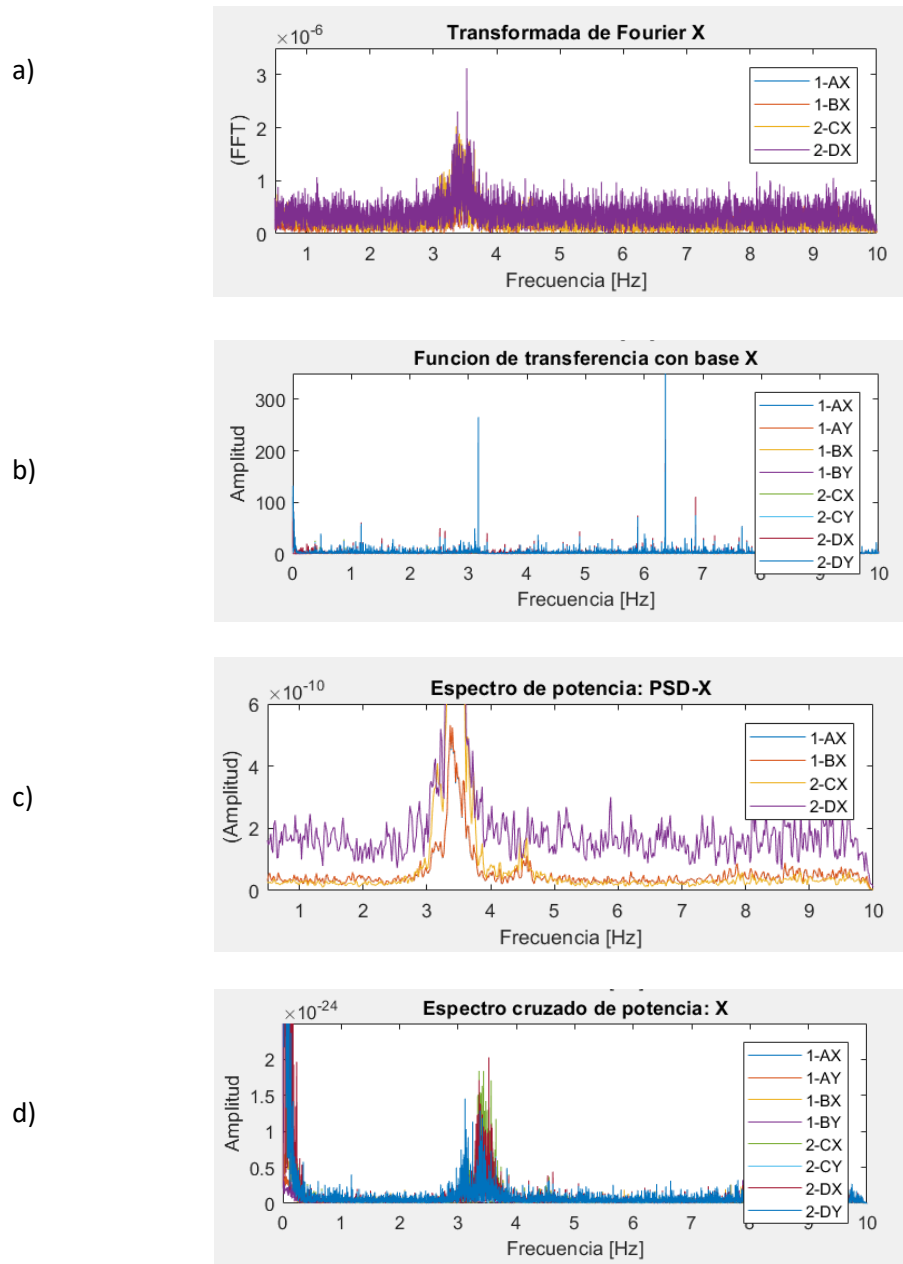 a)
×10⁻⁶
Transformada de Fourier X
3
2
1
0
(FFT)
1-AX
1-BX
2-CX
2-DX
1 2 3 4 5 6 7 8 9 10
Frecuencia [Hz]
b)
Funcion de transferencia con base X
300
200
100
0
Amplitud
1-AX
1-AY
1-BX
1-BY
2-CX
2-CY
2-DX
2-DY
0 1 2 3 4 5 6 7 8 9 10
Frecuencia [Hz]
c)
×10⁻¹⁰
Espectro de potencia: PSD-X
6
4
2
0
(Amplitud)
1-AX
1-BX
2-CX
2-DX
1 2 3 4 5 6 7 8 9 10
Frecuencia [Hz]
d)
×10⁻²⁴
Espectro cruzado de potencia: X
2
1.5
1
0.5
0
Amplitud
1-AX
1-AY
1-BX
1-BY
2-CX
2-CY
2-DX
2-DY
0 1 2 3 4 5 6 7 8 9 10
Frecuencia [Hz]